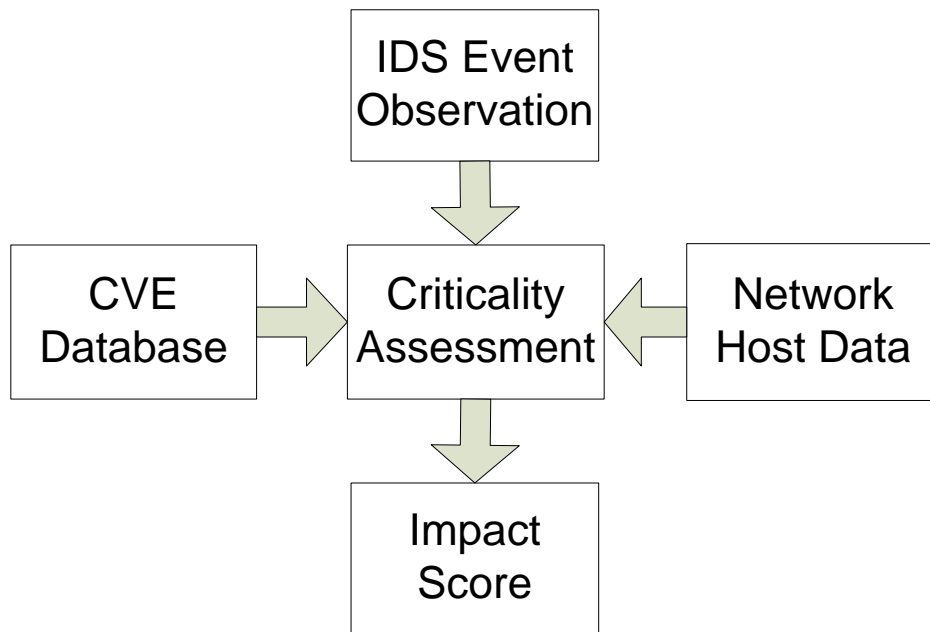 IDS Event
Observation
CVE
Database
Criticality
Assessment
Network
Host Data
Impact
Score